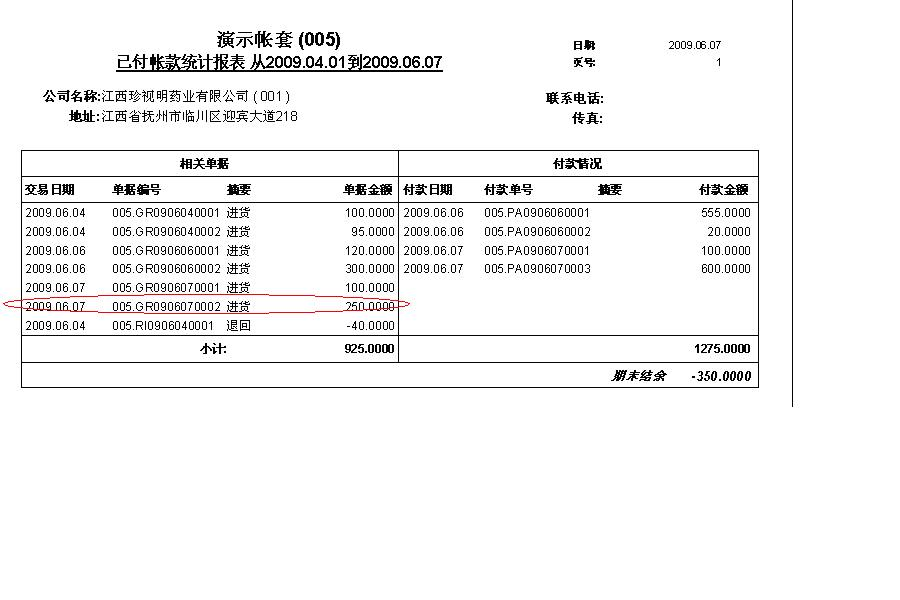 演示帐套 (005)
已付帐款统计报表 从2009.04.01到2009.06.07
日期: 2009.06.07
页号: 1
公司名称:江西珍视明药业有限公司 ( 001 )
联系电话:
地址:江西省抚州市临川区迎宾大道218
传真:
相关单据 付款情况
交易日期 单据编号 摘要 单据金额 付款日期 付款单号 摘要 付款金额
2009.06.04 005.GR0906040001 进货 100.0000 2009.06.06 005.PA0906060001 555.0000
2009.06.04 005.GR0906040002 进货 95.0000 2009.06.06 005.PA0906060002 20.0000
2009.06.06 005.GR0906060001 进货 120.0000 2009.06.07 005.PA0906070001 100.0000
2009.06.06 005.GR0906060002 进货 300.0000 2009.06.07 005.PA0906070003 600.0000
2009.06.07 005.GR0906070001 进货 100.0000
2009.06.07 005.GR0906070002 进货 250.0000
2009.06.04 005.RI0906040001 退回 -40.0000
小计: 925.0000 1275.0000
期末结余 -350.0000